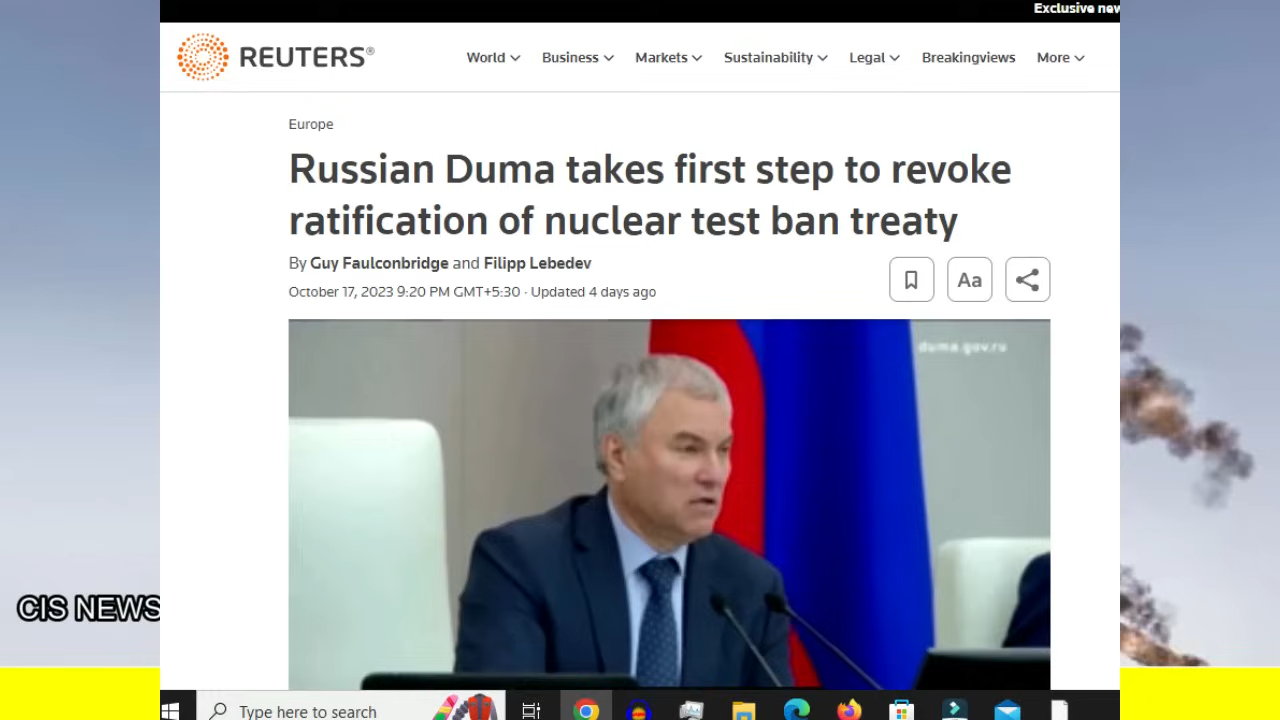 Exclusive new
REUTERS®
World Business Markets Sustainability Legal Breakingviews More
Europe
Russian Duma takes first step to revoke
ratification of nuclear test ban treaty
By Guy Faulconbridge and Filipp Lebedev
October 17, 2023 9:20 PM GMT+5:30 · Updated 4 days ago
Aa
duma.gov.ru
CIS NEWS
Type here to search